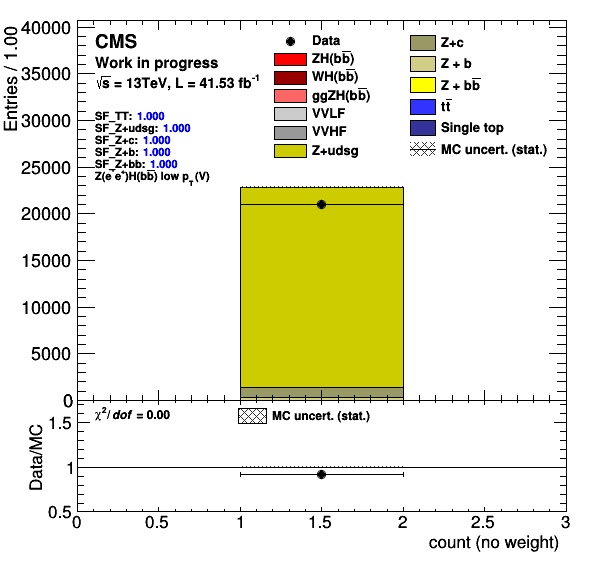 CMS
Work in progress
√s = 13TeV, L = 41.53 fb⁻¹
SF_TT: 1.000
SF_Z+udsg: 1.000
SF_Z+c: 1.000
SF_Z+b: 1.000
SF_Z+bb: 1.000
Z(e⁻e⁺)H(bb̅) low p_T(V)
Data
ZH(bb̅)
WH(bb̅)
ggZH(bb̅)
VVLF
VVHF
Z+udsg
Z+c
Z + b
Z + bb̅
tt̅
Single top
MC uncert. (stat.)
Entries / 1.00
40000
35000
30000
25000
20000
15000
10000
5000
0
χ²/dof = 0.00
MC uncert. (stat.)
Data/MC
1.5
1
0.5
0 0.5 1 1.5 2 2.5 3
count (no weight)